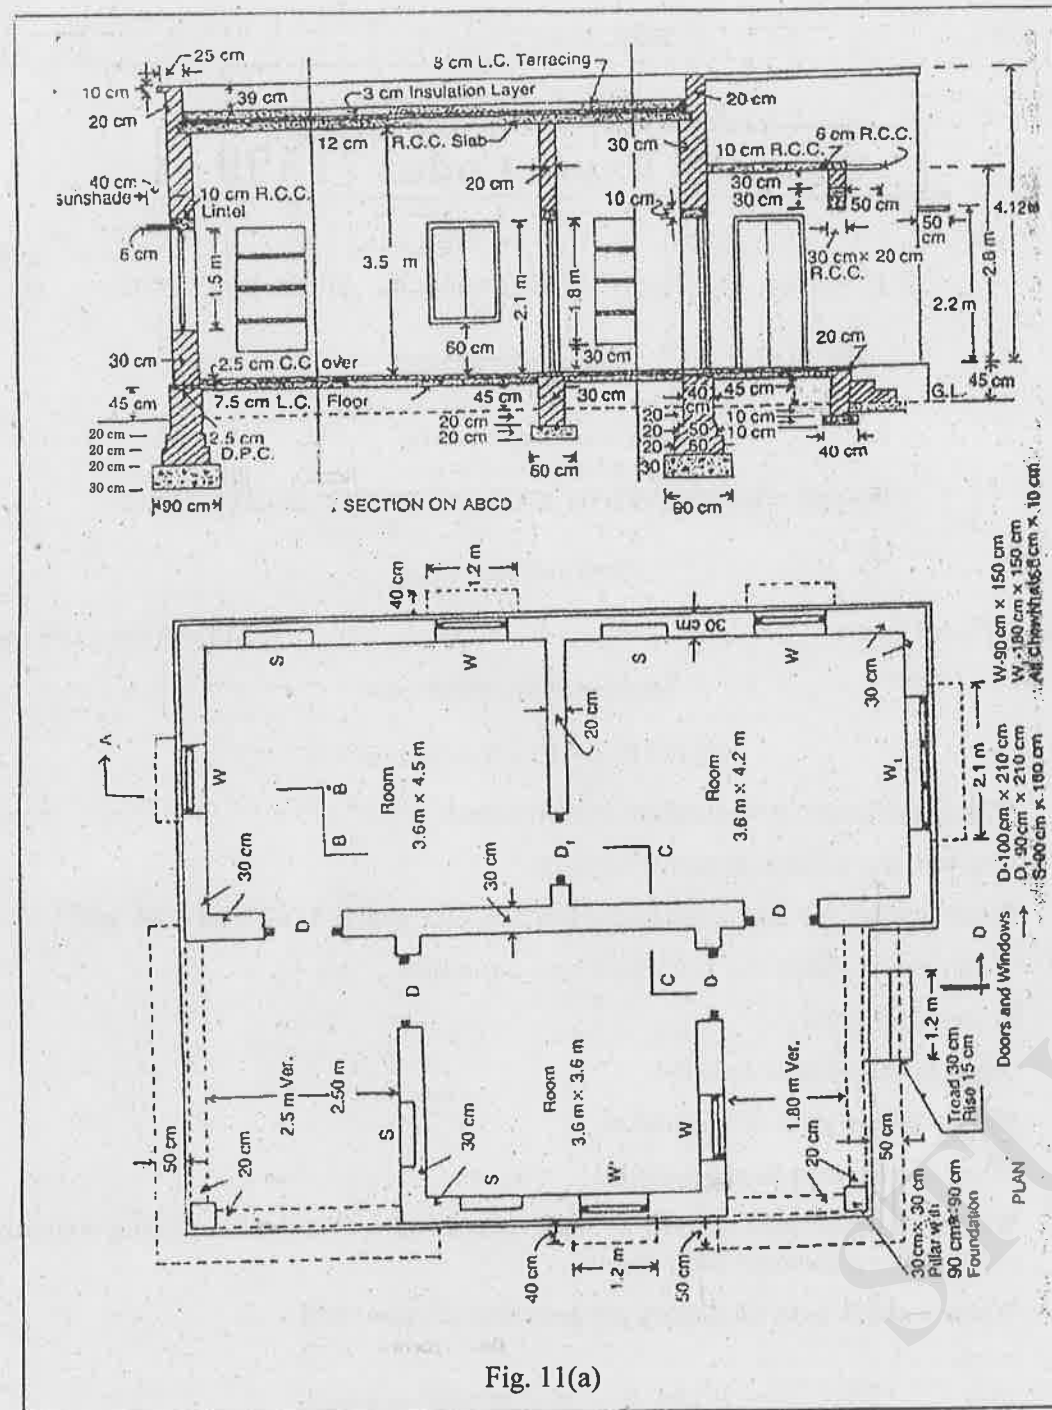 25 cm
8 cm L.C. Terracing
10 cm
39 cm
3 cm Insulation Layer
20 cm
20 cm
12 cm
R.C.C. Slab
30 cm
6 cm R.C.C.
10 cm R.C.C.
40 cm
sunshade
20 cm
30 cm
30 cm
10 cm R.C.C.
Lintel
10 cm
50 cm
50
cm
4.12
6 cm
1.5 m
3.5 m
2.1 m
1.8 m
30 cm × 20 cm
R.C.C.
2.8 m
2.2 m
60 cm
30 cm
20 cm
30 cm
2.5 cm C.C over
7.5 cm L.C. Floor
45 cm
45 cm
30 cm
40
cm
45 cm
45
cm
G.L.
20 cm
20 cm
20 cm
30 cm
2.5 cm
D.P.C.
20 cm
20 cm
20
20
20
30
50
60
10 cm
10 cm
60 cm
40 cm
90 cm
90 cm
SECTION ON ABCD
40 cm
1.2 m
S
W
S
30 cm
W
A
W
B
B
Room
3.6m × 4.5 m
20 cm
Room
3.6 m × 4.2 m
30 cm
W₁
2.1 m
30 cm
D
30 cm
D₁
C
D
D
C
D
50 cm
2.5 m Ver.
2.50 m
20 cm
S
30 cm
Room
3.6 m × 3.6 m
S
W
W
1.80 m Ver.
20 cm
50 cm
1.2 m
D
Tread 30 cm
Rise 15 cm
40 cm
1.2 m
50 cm
30 cm × 30 cm
Pillar with
90 cm × 90 cm
Foundation
PLAN
Doors and Windows
D-100 cm × 210 cm
D₁ 90 cm × 210 cm
W-90 cm × 150 cm
W₁-180 cm × 150 cm
Fig. 11(a)